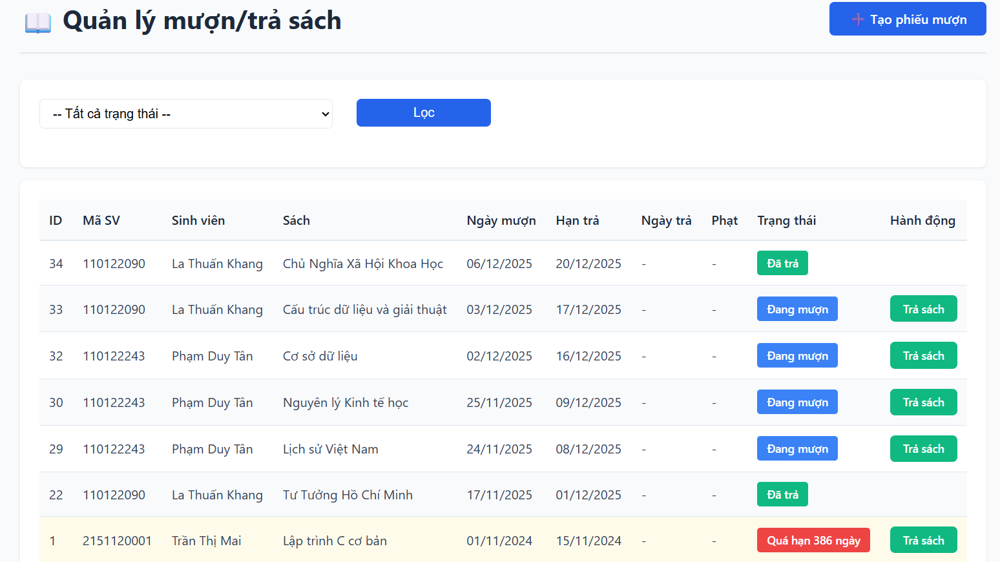 📖 Quản lý mượn/trả sách
➕ Tạo phiếu mượn
-- Tất cả trạng thái --
Lọc
ID Mã SV Sinh viên Sách Ngày mượn Hạn trả Ngày trả Phạt Trạng thái Hành động
34 110122090 La Thuấn Khang Chủ Nghĩa Xã Hội Khoa Học 06/12/2025 20/12/2025 - - Đã trả
33 110122090 La Thuấn Khang Cấu trúc dữ liệu và giải thuật 03/12/2025 17/12/2025 - - Đang mượn Trả sách
32 110122243 Phạm Duy Tân Cơ sở dữ liệu 02/12/2025 16/12/2025 - - Đang mượn Trả sách
30 110122243 Phạm Duy Tân Nguyên lý Kinh tế học 25/11/2025 09/12/2025 - - Đang mượn Trả sách
29 110122243 Phạm Duy Tân Lịch sử Việt Nam 24/11/2025 08/12/2025 - - Đang mượn Trả sách
22 110122090 La Thuấn Khang Tư Tưởng Hồ Chí Minh 17/11/2025 01/12/2025 - - Đã trả
1 2151120001 Trần Thị Mai Lập trình C cơ bản 01/11/2024 15/11/2024 - - Quá hạn 386 ngày Trả sách